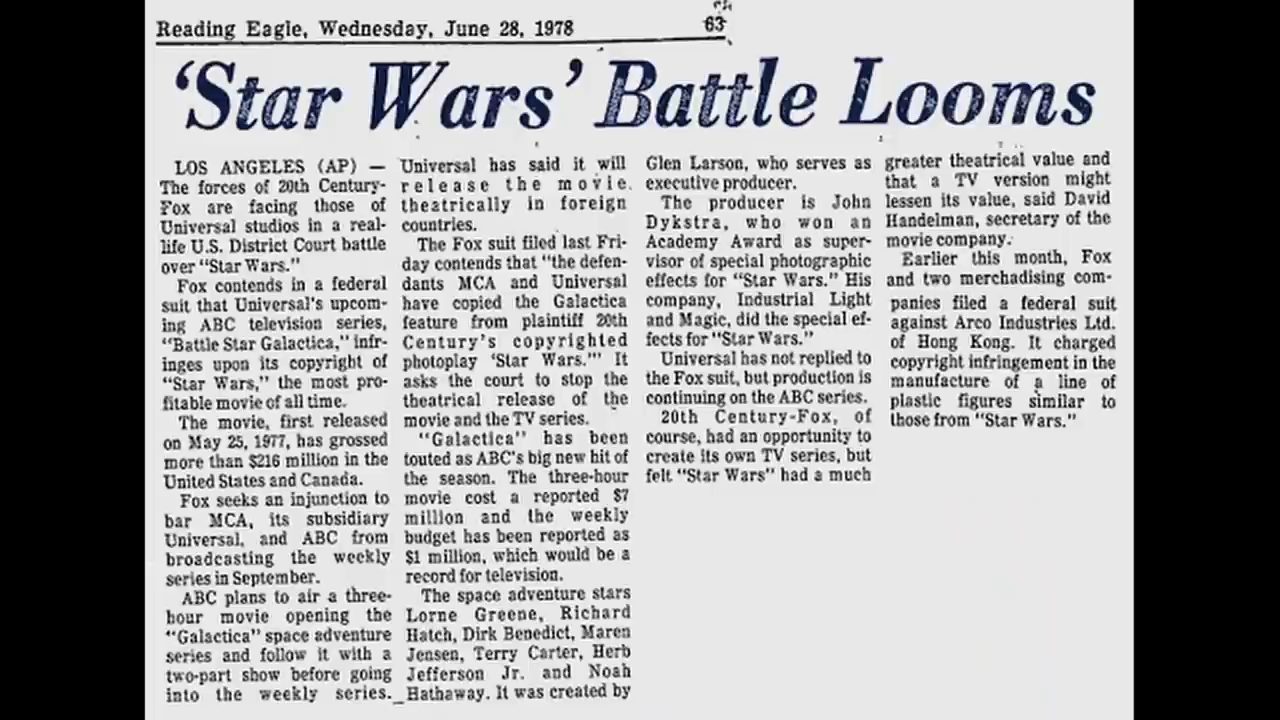 Reading Eagle, Wednesday, June 28, 1978
63
'Star Wars' Battle Looms
LOS ANGELES (AP) —
The forces of 20th Century-
Fox are facing those of
Universal studios in a real-
life U.S. District Court battle
over "Star Wars."
Fox contends in a federal
suit that Universal's upcom-
ing ABC television series,
"Battle Star Galactica," infr-
inges upon its copyright of
"Star Wars," the most pro-
fitable movie of all time.
The movie, first released
on May 25, 1977, has grossed
more than $216 million in the
United States and Canada.
Fox seeks an injunction to
bar MCA, its subsidiary
Universal, and ABC from
broadcasting the weekly
series in September.
ABC plans to air a three-
hour movie opening the
"Galactica" space adventure
series and follow it with a
two-part show before going
into the weekly series.
Universal has said it will
release the movie
theatrically in foreign
countries.
The Fox suit filed last Fri-
day contends that "the defen-
dants MCA and Universal
have copied the Galactica
feature from plaintiff 20th
Century's copyrighted
photoplay 'Star Wars.'" It
asks the court to stop the
theatrical release of the
movie and the TV series.
"Galactica" has been
touted as ABC's big new hit of
the season. The three-hour
movie cost a reported $7
million and the weekly
budget has been reported as
$1 million, which would be a
record for television.
The space adventure stars
Lorne Greene, Richard
Hatch, Dirk Benedict, Maren
Jensen, Terry Carter, Herb
Jefferson Jr. and Noah
Hathaway. It was created by
Glen Larson, who serves as
executive producer.
The producer is John
Dykstra, who won an
Academy Award as super-
visor of special photographic
effects for "Star Wars." His
company, Industrial Light
and Magic, did the special ef-
fects for "Star Wars."
Universal has not replied to
the Fox suit, but production is
continuing on the ABC series.
20th Century-Fox, of
course, had an opportunity to
create its own TV series, but
felt "Star Wars" had a much
greater theatrical value and
that a TV version might
lessen its value, said David
Handelman, secretary of the
movie company.
Earlier this month, Fox
and two merchadising com-
panies filed a federal suit
against Arco Industries Ltd.
of Hong Kong. It charged
copyright infringement in the
manufacture of a line of
plastic figures similar to
those from "Star Wars."